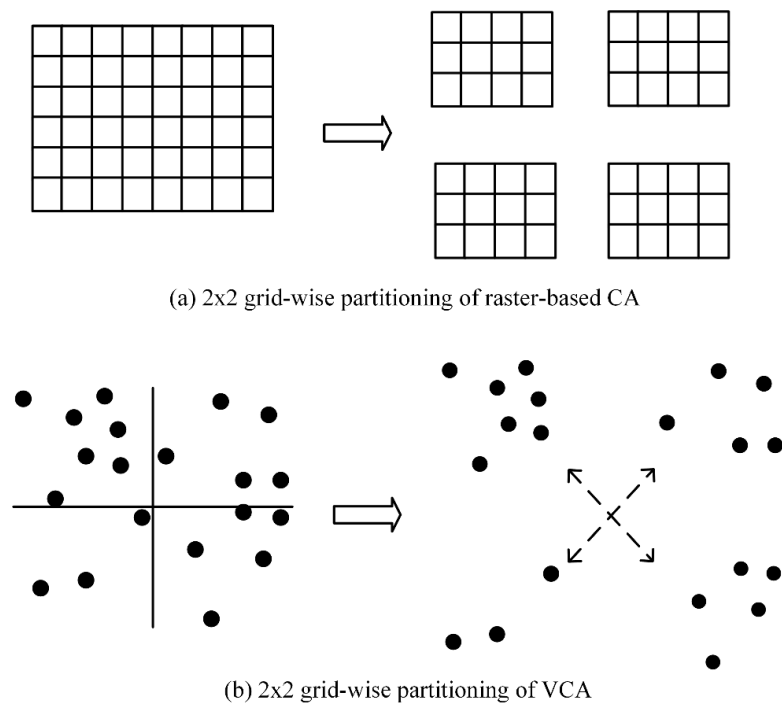 (a) 2x2 grid-wise partitioning of raster-based CA
(b) 2x2 grid-wise partitioning of VCA